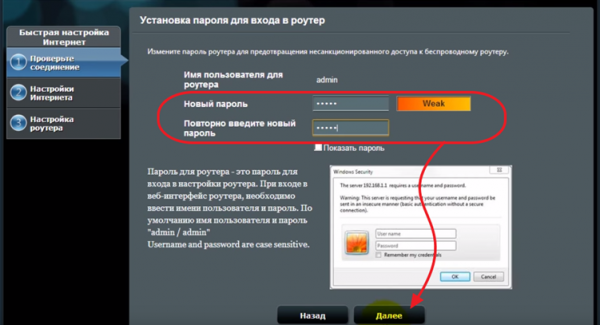 Установка пароля для входа в роутер
Быстрая настройка
Интернет
1 Проверьте
соединение
2 Настройки
Интернета
3 Настройка
роутера
Измените пароль роутера для предотвращения несанкционированного доступа к беспроводному роутеру.
Имя пользователя для
роутера
admin
Новый пароль
•••••
Weak
Повторно введите новый
пароль
•••••
Показать пароль
Пароль для роутера - это пароль для
входа в настройки роутера. При входе в
веб-интерфейс роутера, необходимо
ввести имени пользователя и пароль. По
умолчанию имя пользователя и пароль
"admin / admin"
Username and password are case sensitive.
Windows Security
The server 192.168.1.1 requires a username and password.
Warning: This server is requesting that your username and password be
sent in an insecure manner (basic authentication without a secure
connection).
User name
Password
Remember my credentials
OK
Cancel
Назад
Далее